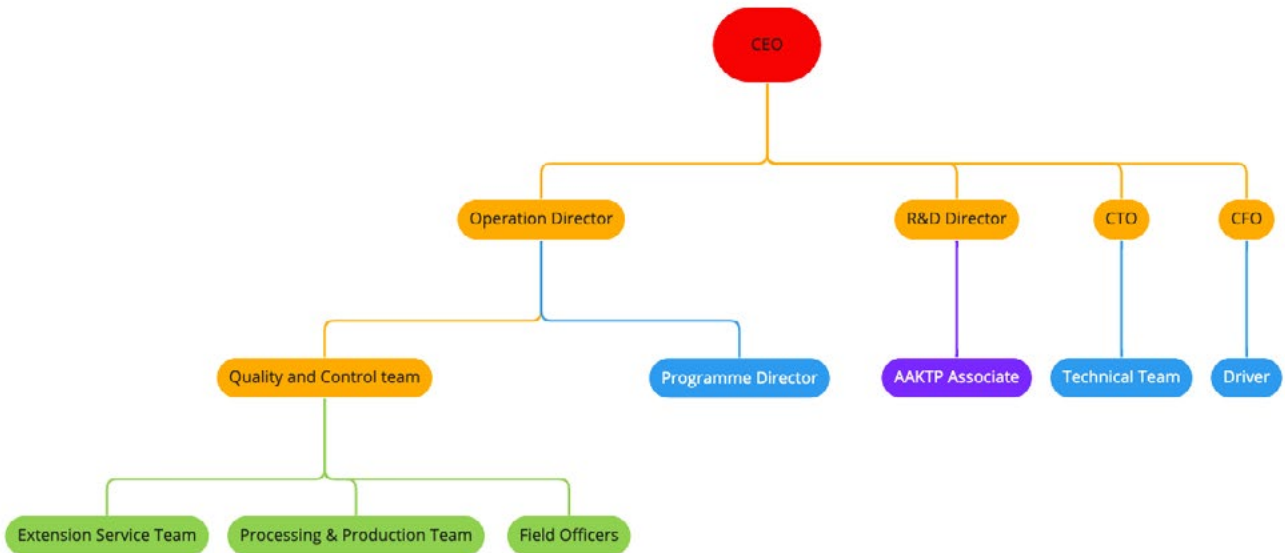 CEO
Operation Director
R&D Director
CTO
CFO
Quality and Control team
Programme Director
AAKTP Associate
Technical Team
Driver
Extension Service Team
Processing & Production Team
Field Officers